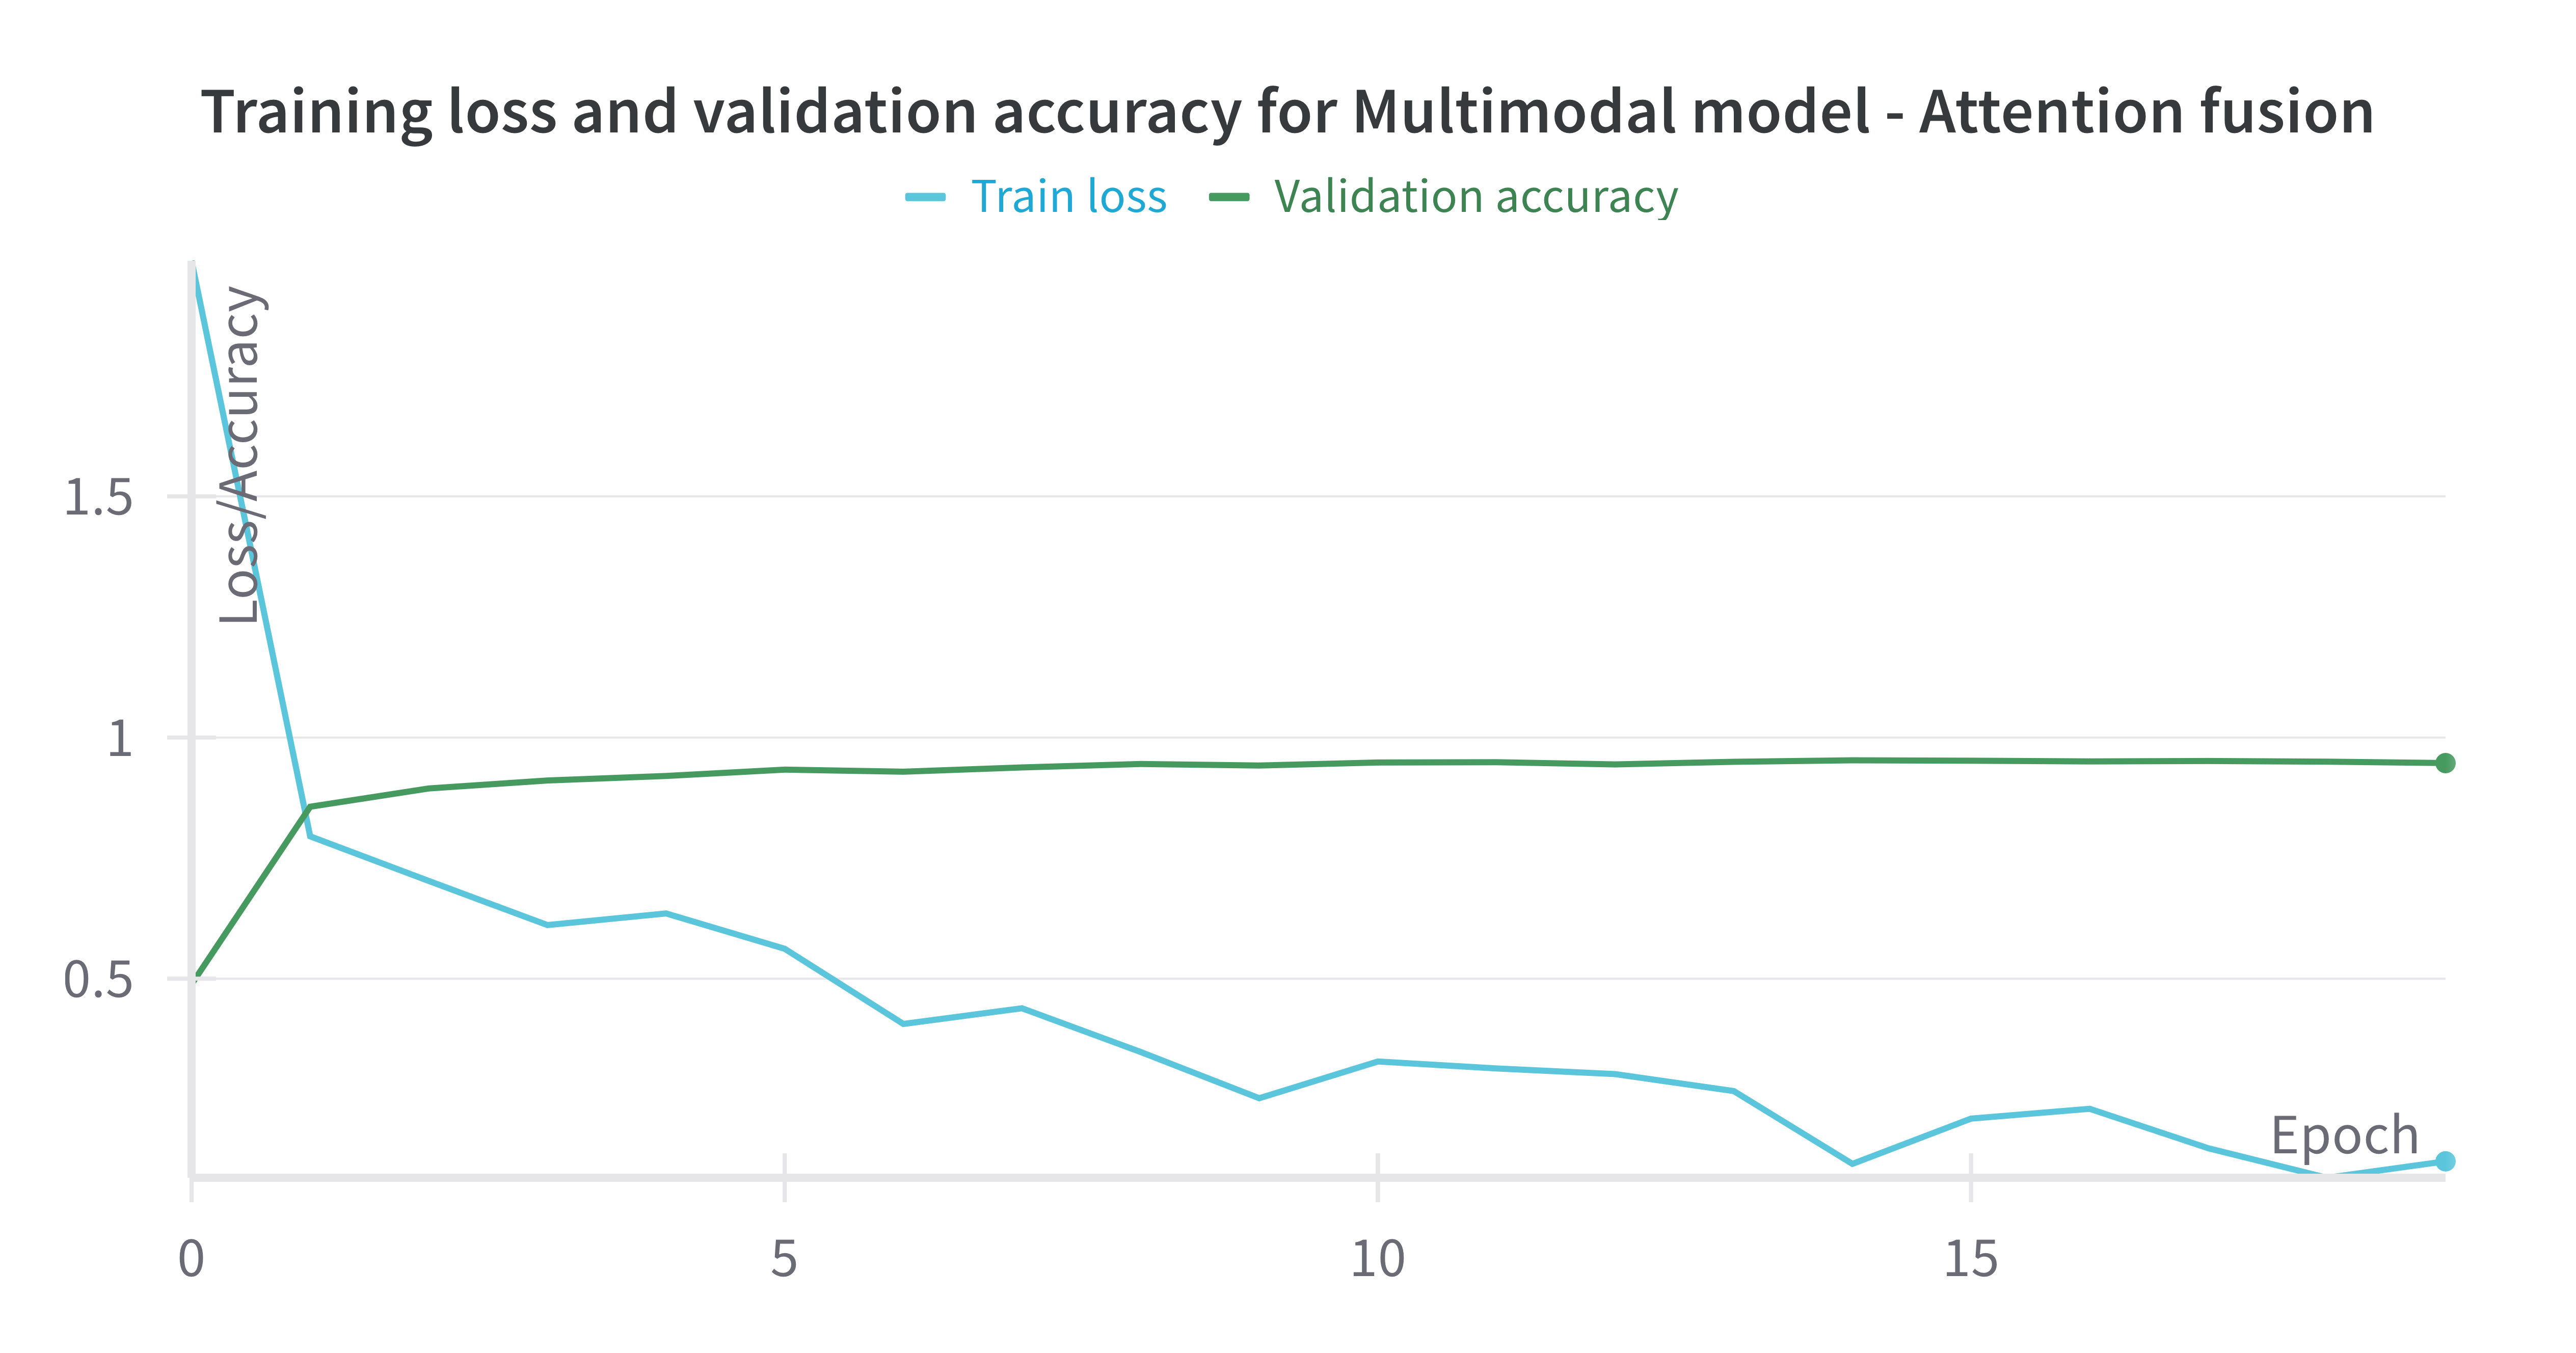 Training loss and validation accuracy for Multimodal model - Attention fusion
Train loss Validation accuracy
Loss/Accuracy
1.5
1
0.5
Epoch
0 5 10 15